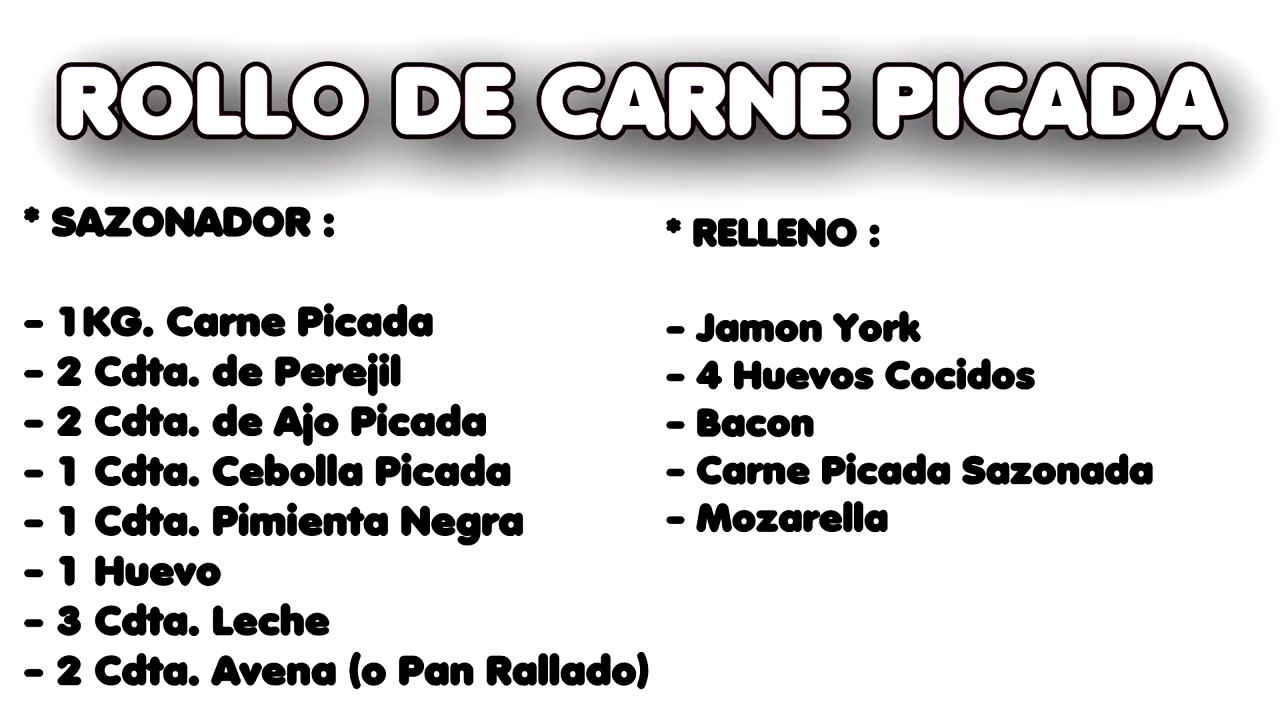 ROLLO DE CARNE PICADA
* SAZONADOR :
- 1KG. Carne Picada
- 2 Cdta. de Perejil
- 2 Cdta. de Ajo Picada
- 1 Cdta. Cebolla Picada
- 1 Cdta. Pimienta Negra
- 1 Huevo
- 3 Cdta. Leche
- 2 Cdta. Avena (o Pan Rallado)
* RELLENO :
- Jamon York
- 4 Huevos Cocidos
- Bacon
- Carne Picada Sazonada
- Mozarella